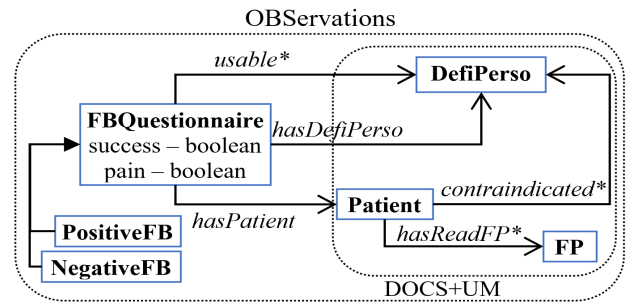 OBServations
usable*
DefiPerso
FBQuestionnaire
success – boolean
pain – boolean
hasDefiPerso
contraindicated*
Patient
hasPatient
hasReadFP*
PositiveFB
FP
NegativeFB
DOCS+UM